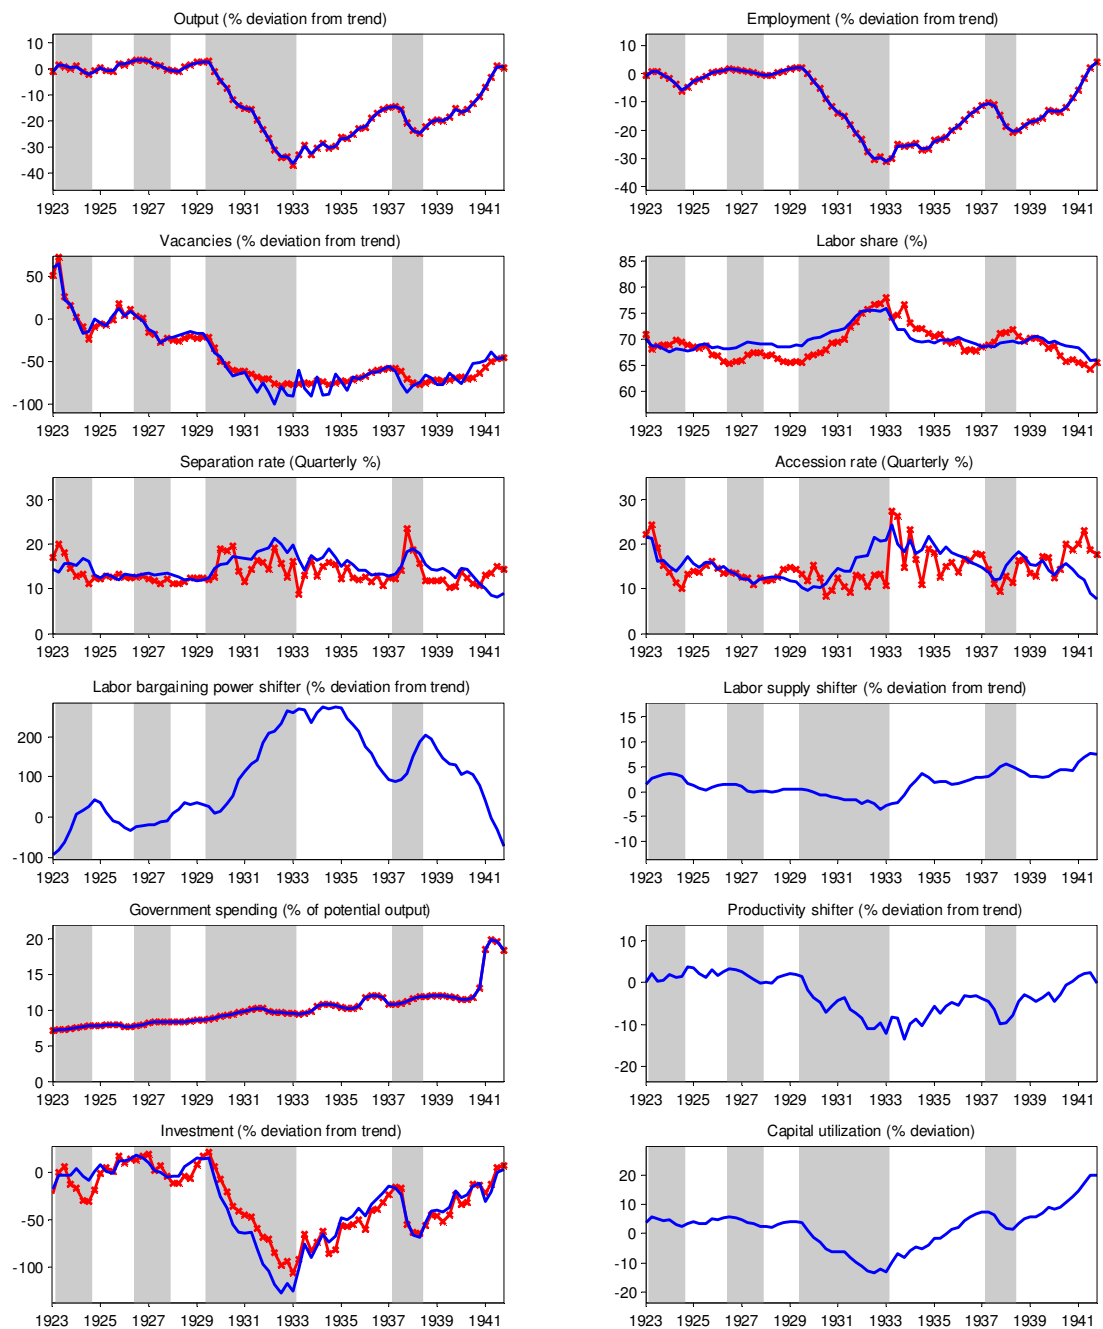 Output (% deviation from trend)
10
0
-10
-20
-30
-40
1923 1925 1927 1929 1931 1933 1935 1937 1939 1941
Employment (% deviation from trend)
10
0
-10
-20
-30
-40
1923 1925 1927 1929 1931 1933 1935 1937 1939 1941
Vacancies (% deviation from trend)
50
0
-50
-100
1923 1925 1927 1929 1931 1933 1935 1937 1939 1941
Labor share (%)
85
80
75
70
65
60
1923 1925 1927 1929 1931 1933 1935 1937 1939 1941
Separation rate (Quarterly %)
30
20
10
0
1923 1925 1927 1929 1931 1933 1935 1937 1939 1941
Accession rate (Quarterly %)
30
20
10
0
1923 1925 1927 1929 1931 1933 1935 1937 1939 1941
Labor bargaining power shifter (% deviation from trend)
200
100
0
-100
1923 1925 1927 1929 1931 1933 1935 1937 1939 1941
Labor supply shifter (% deviation from trend)
15
10
5
0
-5
-10
1923 1925 1927 1929 1931 1933 1935 1937 1939 1941
Government spending (% of potential output)
20
15
10
5
0
1923 1925 1927 1929 1931 1933 1935 1937 1939 1941
Productivity shifter (% deviation from trend)
10
0
-10
-20
1923 1925 1927 1929 1931 1933 1935 1937 1939 1941
Investment (% deviation from trend)
0
-50
-100
1923 1925 1927 1929 1931 1933 1935 1937 1939 1941
Capital utilization (% deviation)
20
10
0
-10
-20
1923 1925 1927 1929 1931 1933 1935 1937 1939 1941